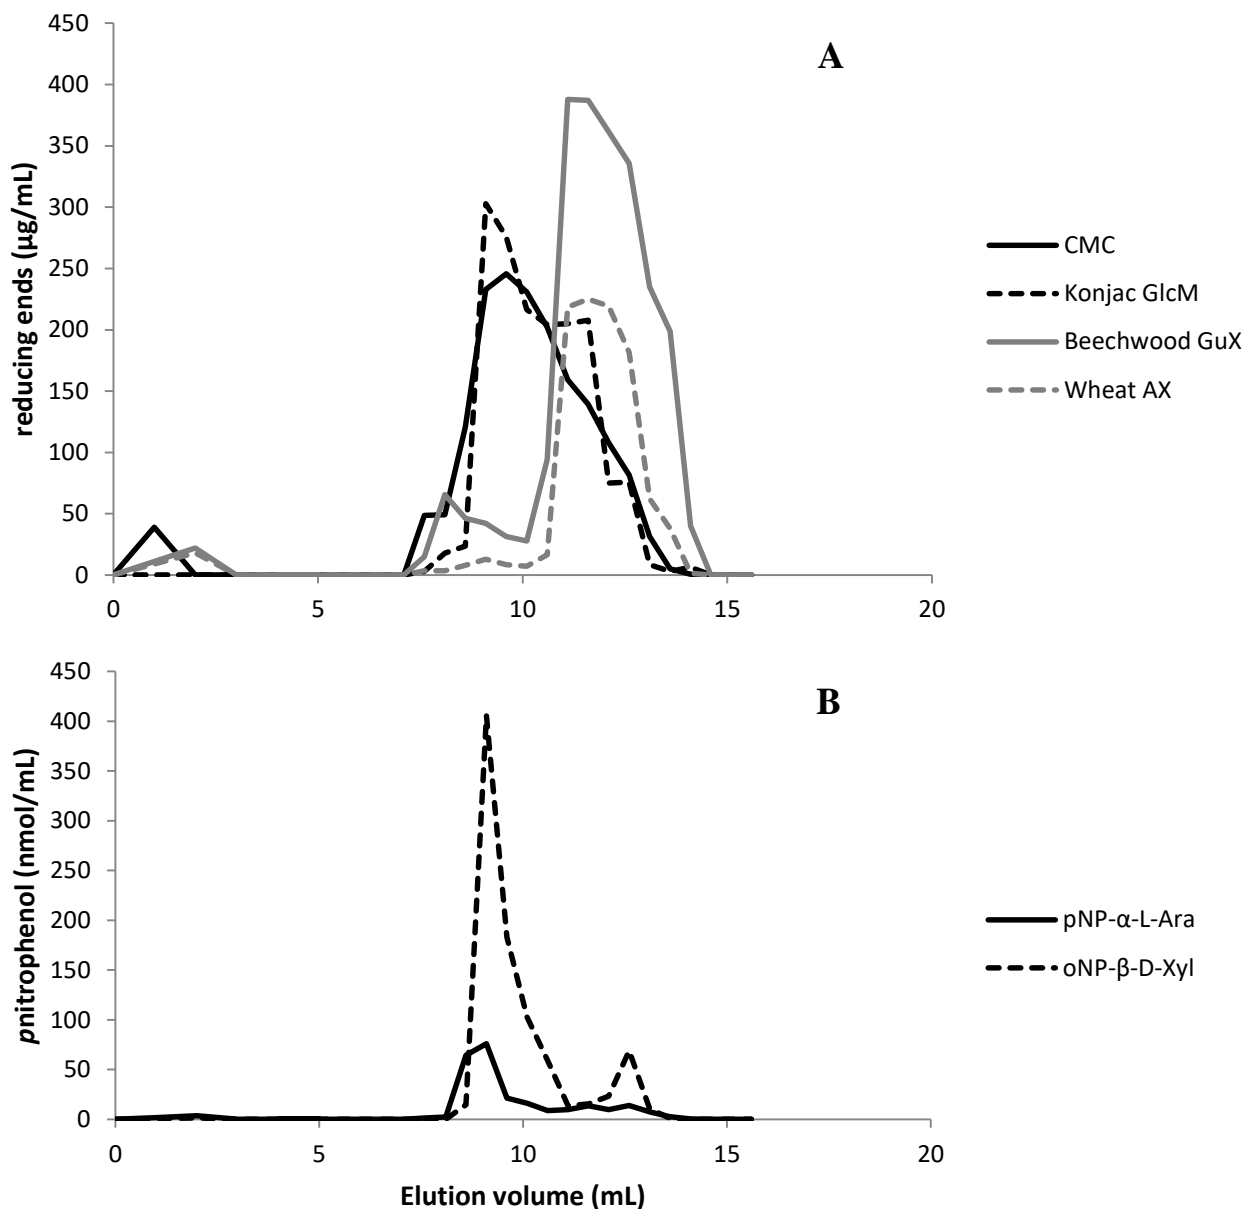 A
450
400
350
300
250
200
150
100
50
0
reducing ends (µg/mL)
0 5 10 15 20
CMC
Konjac GlcM
Beechwood GuX
Wheat AX
B
450
400
350
300
250
200
150
100
50
0
pnitrophenol (nmol/mL)
0 5 10 15 20
Elution volume (mL)
pNP-α-L-Ara
oNP-β-D-Xyl